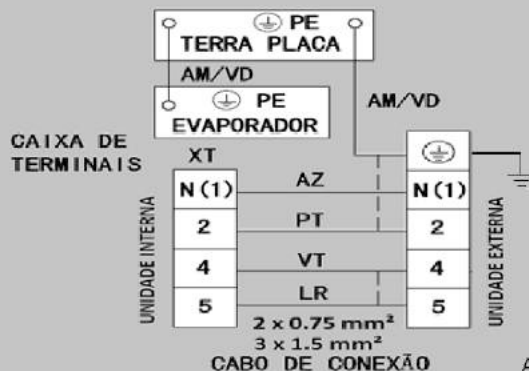 PE
TERRA PLACA
AM/VD
PE
EVAPORADOR
AM/VD
CAIXA DE
TERMINAIS
XT
UNIDADE INTERNA
N(1) AZ N(1)
2 PT 2
4 VT 4
5 LR 5
UNIDADE EXTERNA
2 x 0.75 mm²
3 x 1.5 mm²
CABO DE CONEXÃO
A